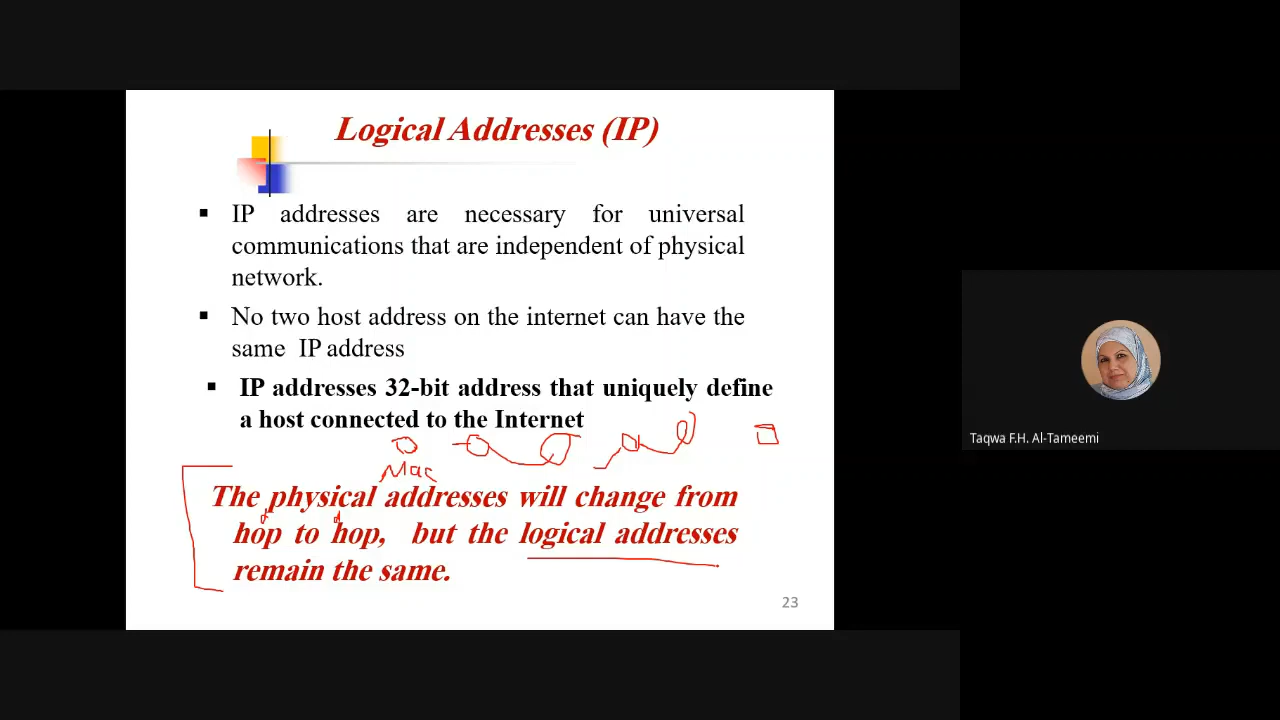 Logical Addresses (IP)
▪ IP addresses are necessary for universal
communications that are independent of physical
network.
▪ No two host address on the internet can have the
same IP address
▪ IP addresses 32-bit address that uniquely define
a host connected to the Internet
Mac
The physical addresses will change from
hop to hop, but the logical addresses
remain the same.
23
Taqwa F.H. Al-Tameemi